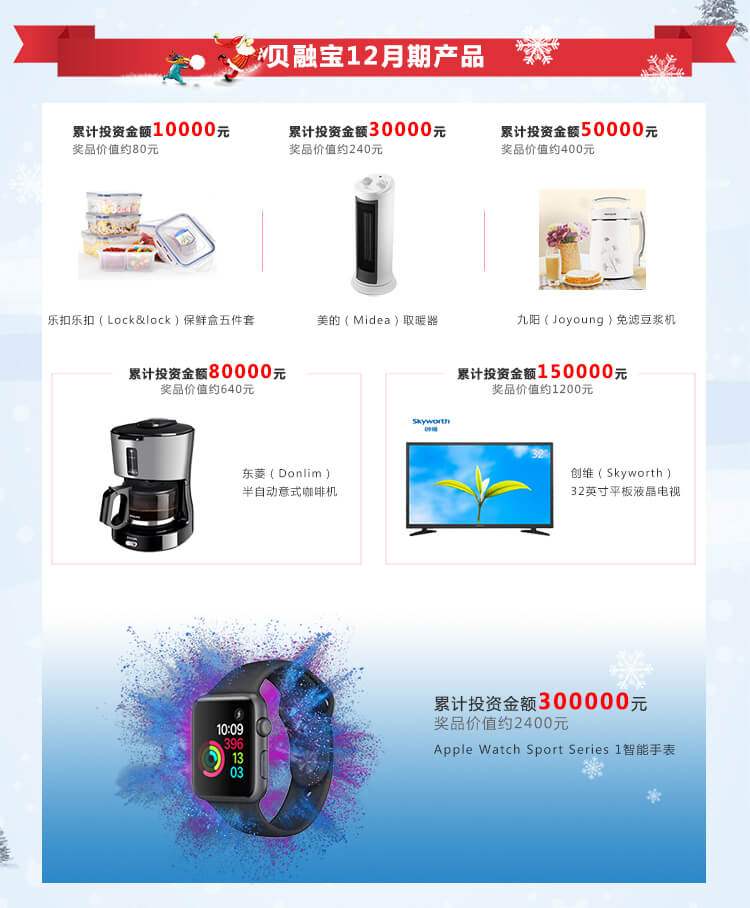 贝融宝12月期产品
累计投资金额10000元
奖品价值约80元
累计投资金额30000元
奖品价值约240元
累计投资金额50000元
奖品价值约400元
乐扣乐扣（Lock&lock）保鲜盒五件套
美的（Midea）取暖器
九阳（Joyoung）免滤豆浆机
累计投资金额80000元
奖品价值约640元
东菱（Donlim）
半自动意式咖啡机
累计投资金额150000元
奖品价值约1200元
Skyworth
创维
32"
创维（Skyworth）
32英寸平板液晶电视
10:09
396
13
03
累计投资金额300000元
奖品价值约2400元
Apple Watch Sport Series 1智能手表